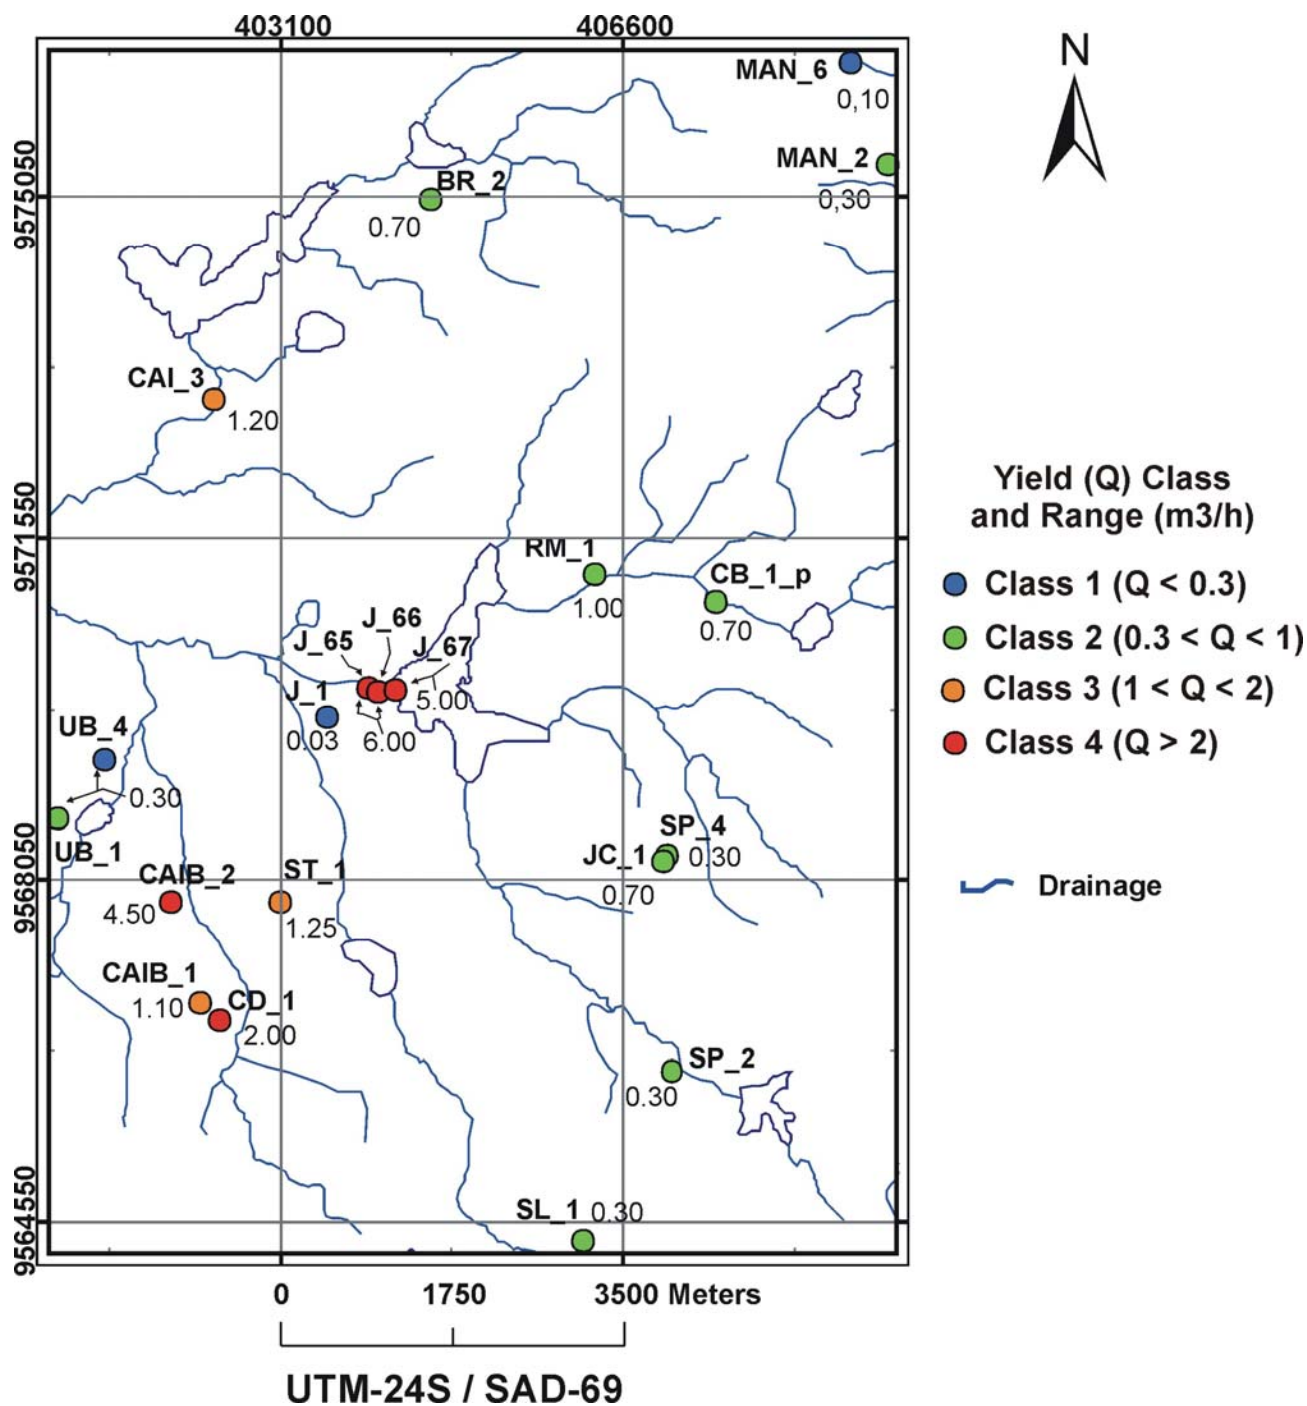 403100 406600
N
MAN_6
0,10
MAN_2
0,30
9575050
BR_2
0.70
CAI_3
1.20
9571550
RM_1
1.00
CB_1_p
0.70
J_66
J_65
J_67
5.00
J_1
0.03
6.00
UB_4
0.30
UB_1
SP_4
JC_1
0.30
0.70
9568050
CAIB_2
4.50
ST_1
1.25
CAIB_1
1.10
CD_1
2.00
SP_2
0.30
SL_1 0.30
9564550
0 1750 3500 Meters
UTM-24S / SAD-69
Yield (Q) Class
and Range (m3/h)
Class 1 (Q < 0.3)
Class 2 (0.3 < Q < 1)
Class 3 (1 < Q < 2)
Class 4 (Q > 2)
Drainage